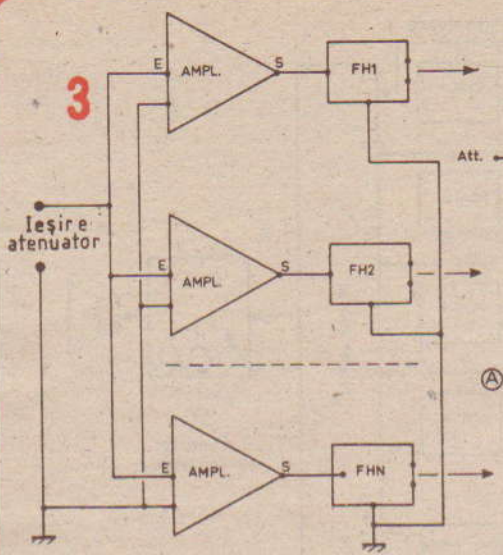 3
E AMPL. S FH1
Att.
Ieşire
atenuator
E AMPL. S FH2
A
E AMPL. S FHN